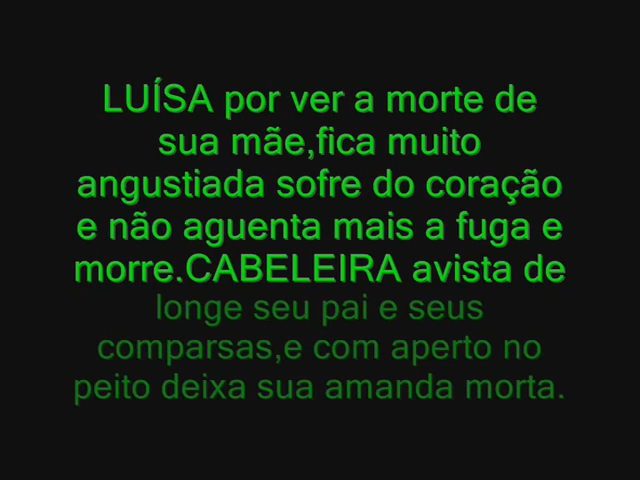 LUÍSA por ver a morte de
sua mãe,fica muito
angustiada sofre do coração
e não aguenta mais a fuga e
morre.CABELEIRA avista de
longe seu pai e seus
comparsas,e com aperto no
peito deixa sua amanda morta.